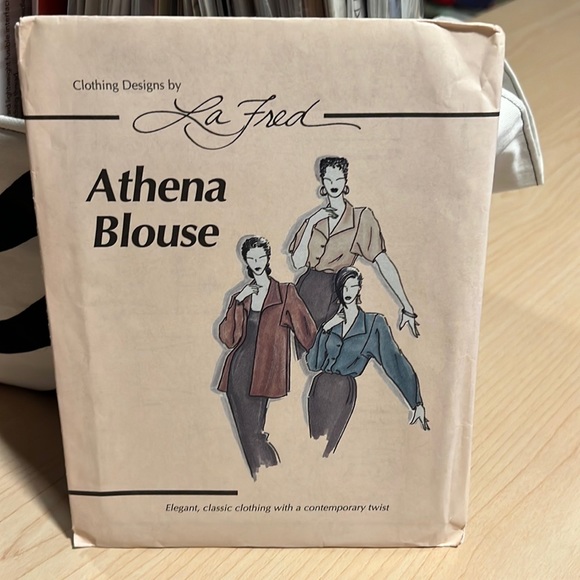 Clothing Designs by
La Fred
Athena
Blouse
Elegant, classic clothing with a contemporary twist